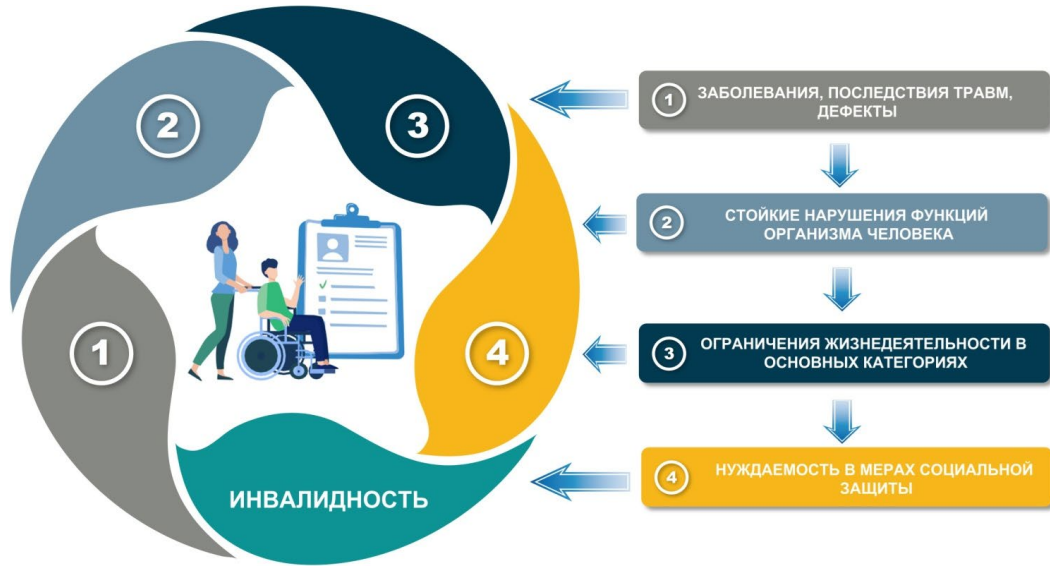 2
3
1
4
ИНВАЛИДНОСТЬ
1
ЗАБОЛЕВАНИЯ, ПОСЛЕДСТВИЯ ТРАВМ,
ДЕФЕКТЫ
2
СТОЙКИЕ НАРУШЕНИЯ ФУНКЦИЙ
ОРГАНИЗМА ЧЕЛОВЕКА
3
ОГРАНИЧЕНИЯ ЖИЗНЕДЕЯТЕЛЬНОСТИ В
ОСНОВНЫХ КАТЕГОРИЯХ
4
НУЖДАЕМОСТЬ В МЕРАХ СОЦИАЛЬНОЙ
ЗАЩИТЫ